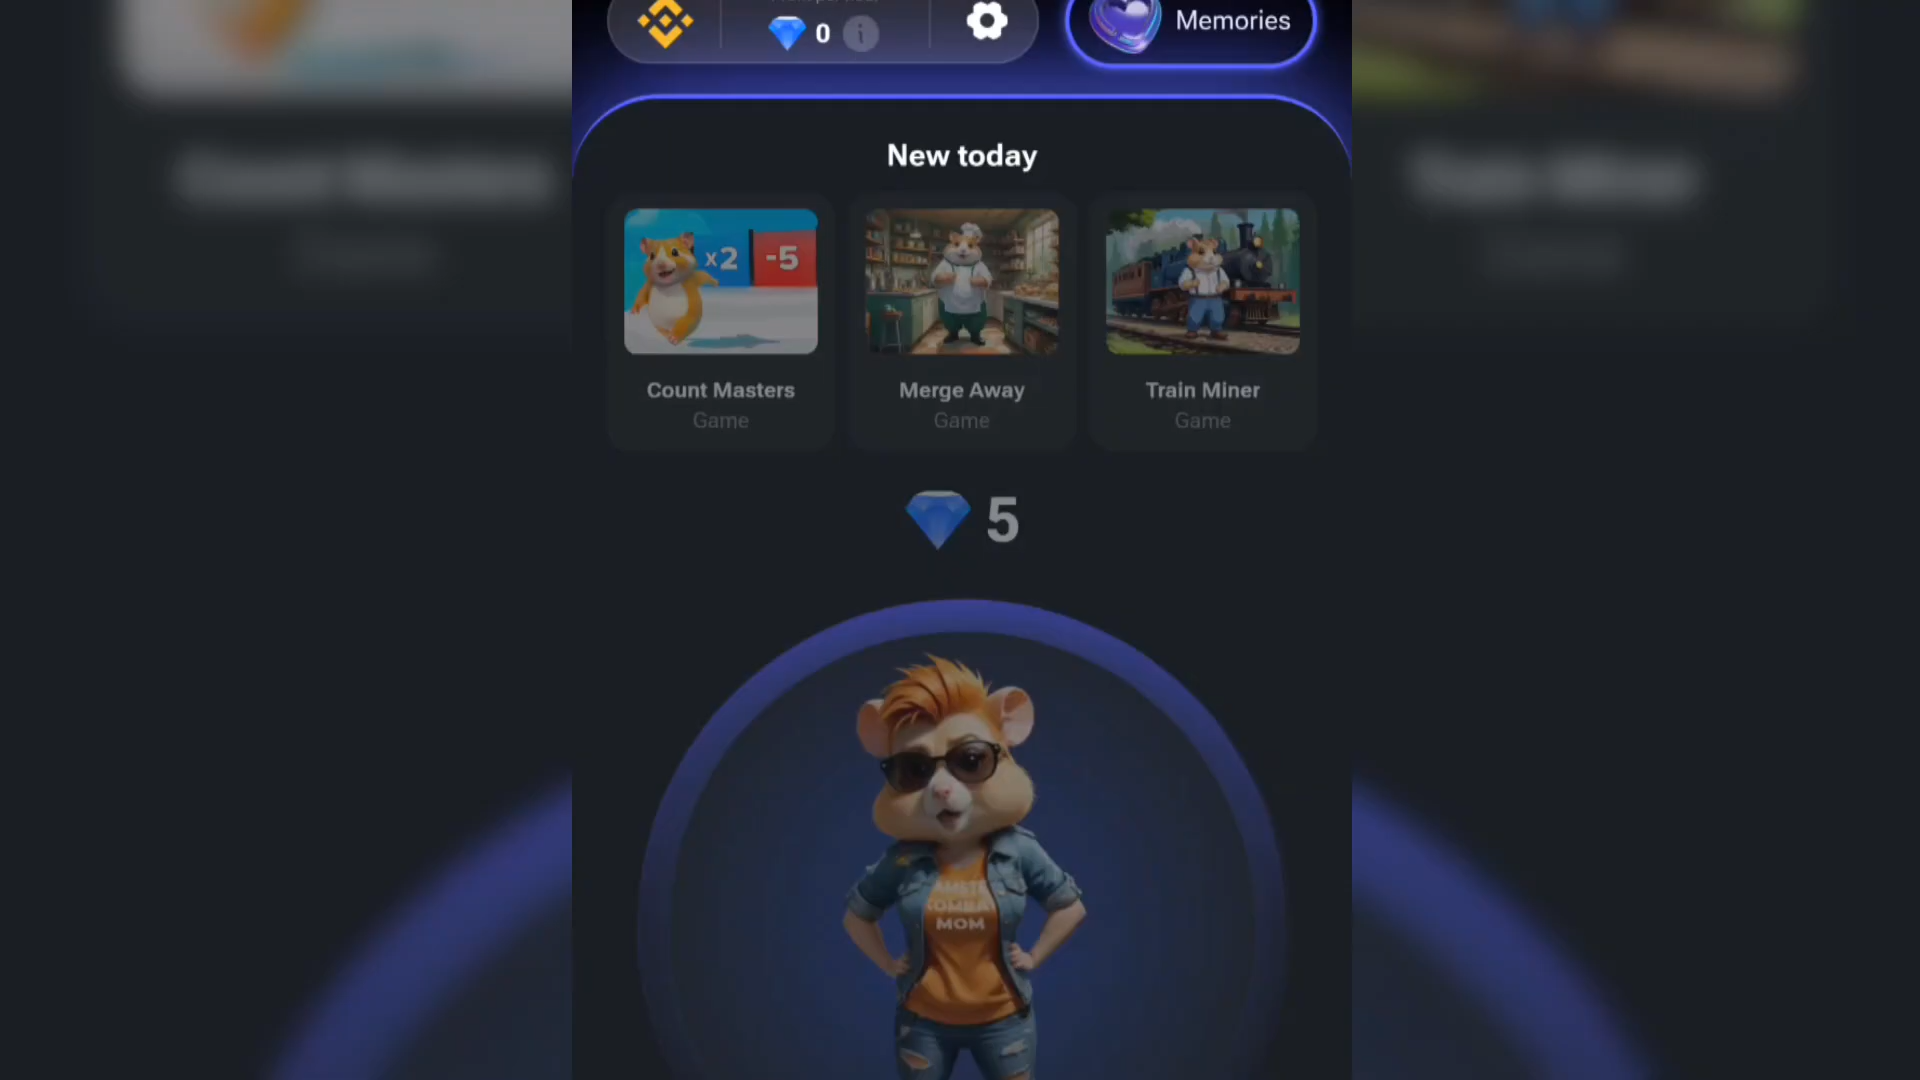 0
Memories
New today
x2
-5
Count Masters
Game
Merge Away
Game
Train Miner
Game
5
MOM